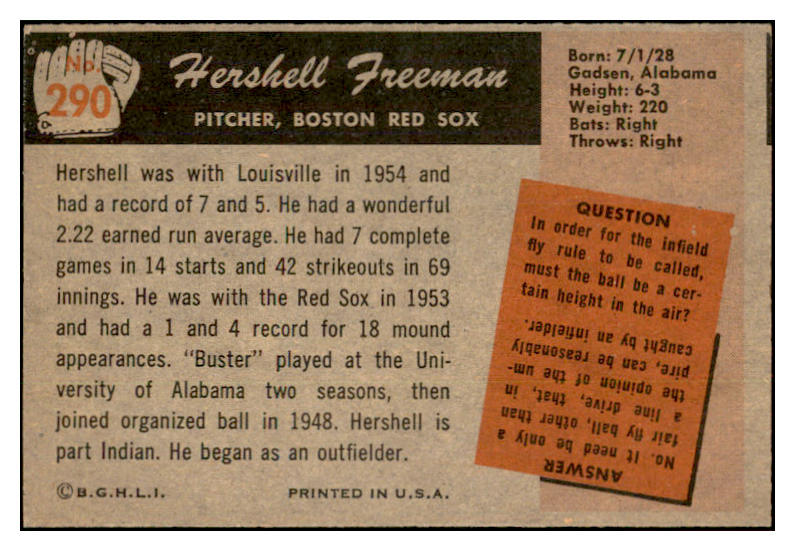 No.
290
Hershell Freeman
PITCHER, BOSTON RED SOX
Born: 7/1/28
Gadsen, Alabama
Height: 6-3
Weight: 220
Bats: Right
Throws: Right
Hershell was with Louisville in 1954 and
had a record of 7 and 5. He had a wonderful
2.22 earned run average. He had 7 complete
games in 14 starts and 42 strikeouts in 69
innings. He was with the Red Sox in 1953
and had a 1 and 4 record for 18 mound
appearances. "Buster" played at the Uni-
versity of Alabama two seasons, then
joined organized ball in 1948. Hershell is
part Indian. He began as an outfielder.
©B.G.H.L.I.
PRINTED IN U.S.A.
QUESTION
In order for the infield
fly rule to be called,
must the ball be a cer-
tain height in the air?
ANSWER
No. It need be only a
fair fly ball, other than
a line drive, that, in
the opinion of the um-
pire, can be reasonably
caught by an infielder.